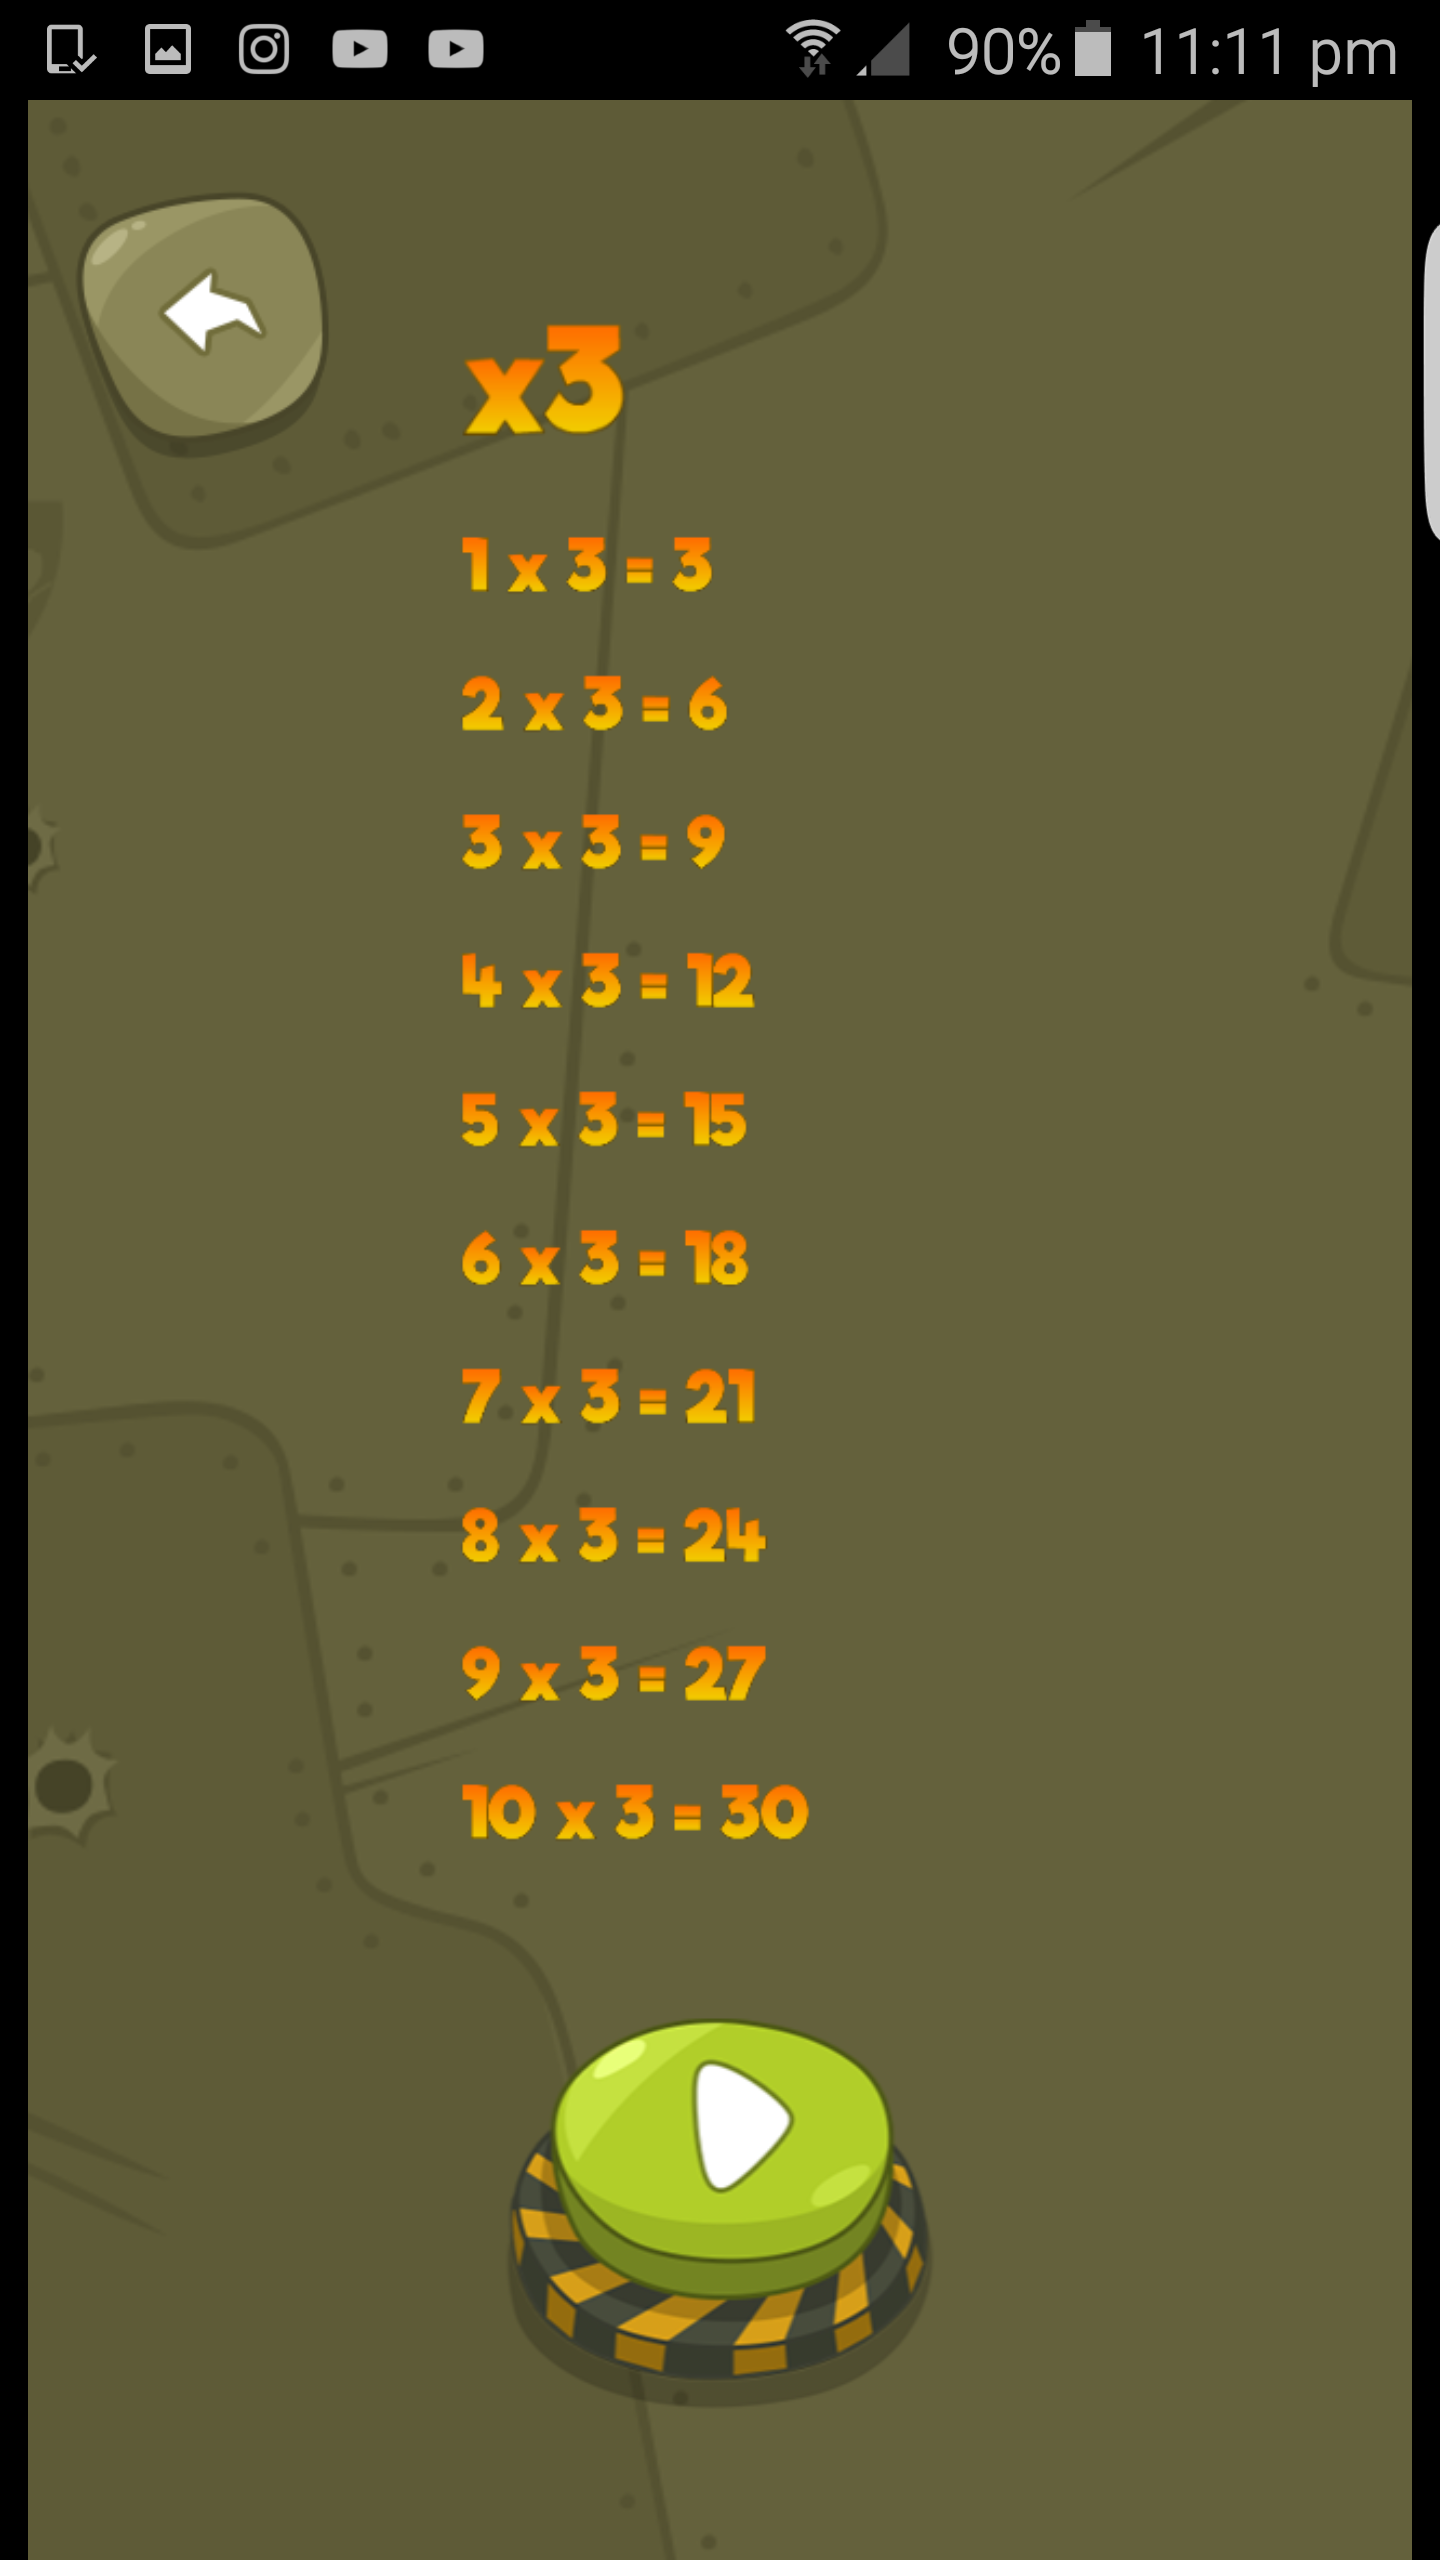 90% 11:11 pm
x3
1 x 3 = 3
2 x 3 = 6
3 x 3 = 9
4 x 3 = 12
5 x 3 = 15
6 x 3 = 18
7 x 3 = 21
8 x 3 = 24
9 x 3 = 27
10 x 3 = 30